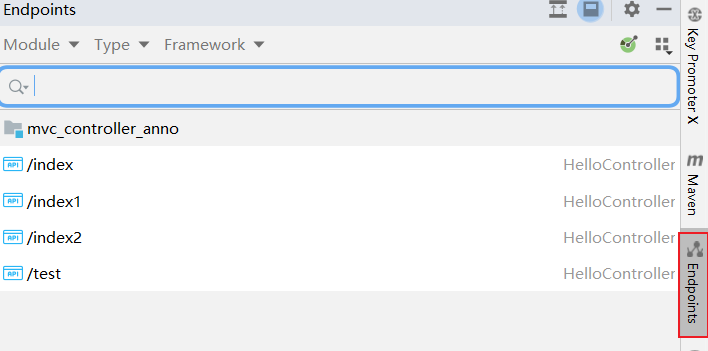 Endpoints
Module Type Framework
mvc_controller_anno
API /index HelloController
API /index1 HelloController
API /index2 HelloController
API /test HelloController
Key Promoter X
m Maven
Endpoints